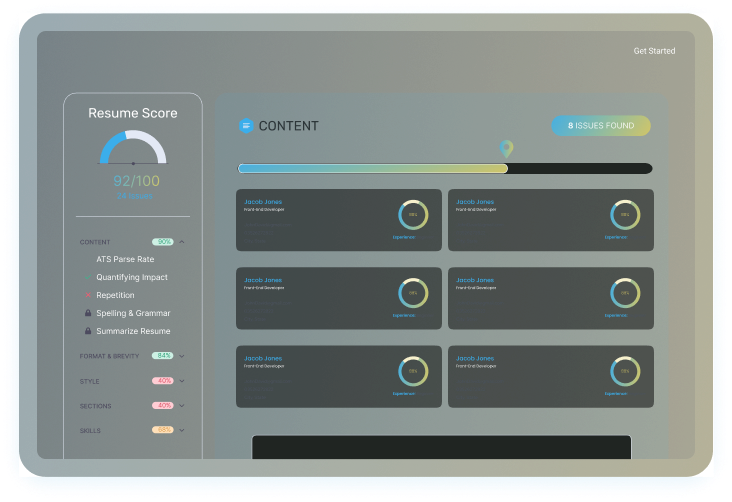 Get Started
Resume Score
92/100
CONTENT 90%
ATS Parse Rate
Quantifying Impact
Repetition
Spelling & Grammar
Summarize Resume
FORMAT & BREVITY 84%
STYLE 40%
SECTIONS 40%
SKILLS 68%
CONTENT
8 ISSUES FOUND
Jacob Jones
Front-End Developer
Experience
Jacob Jones
Front-End Developer
Experience
Jacob Jones
Front-End Developer
Experience
Jacob Jones
Front-End Developer
Experience
Jacob Jones
Front-End Developer
Experience
Jacob Jones
Front-End Developer
Experience